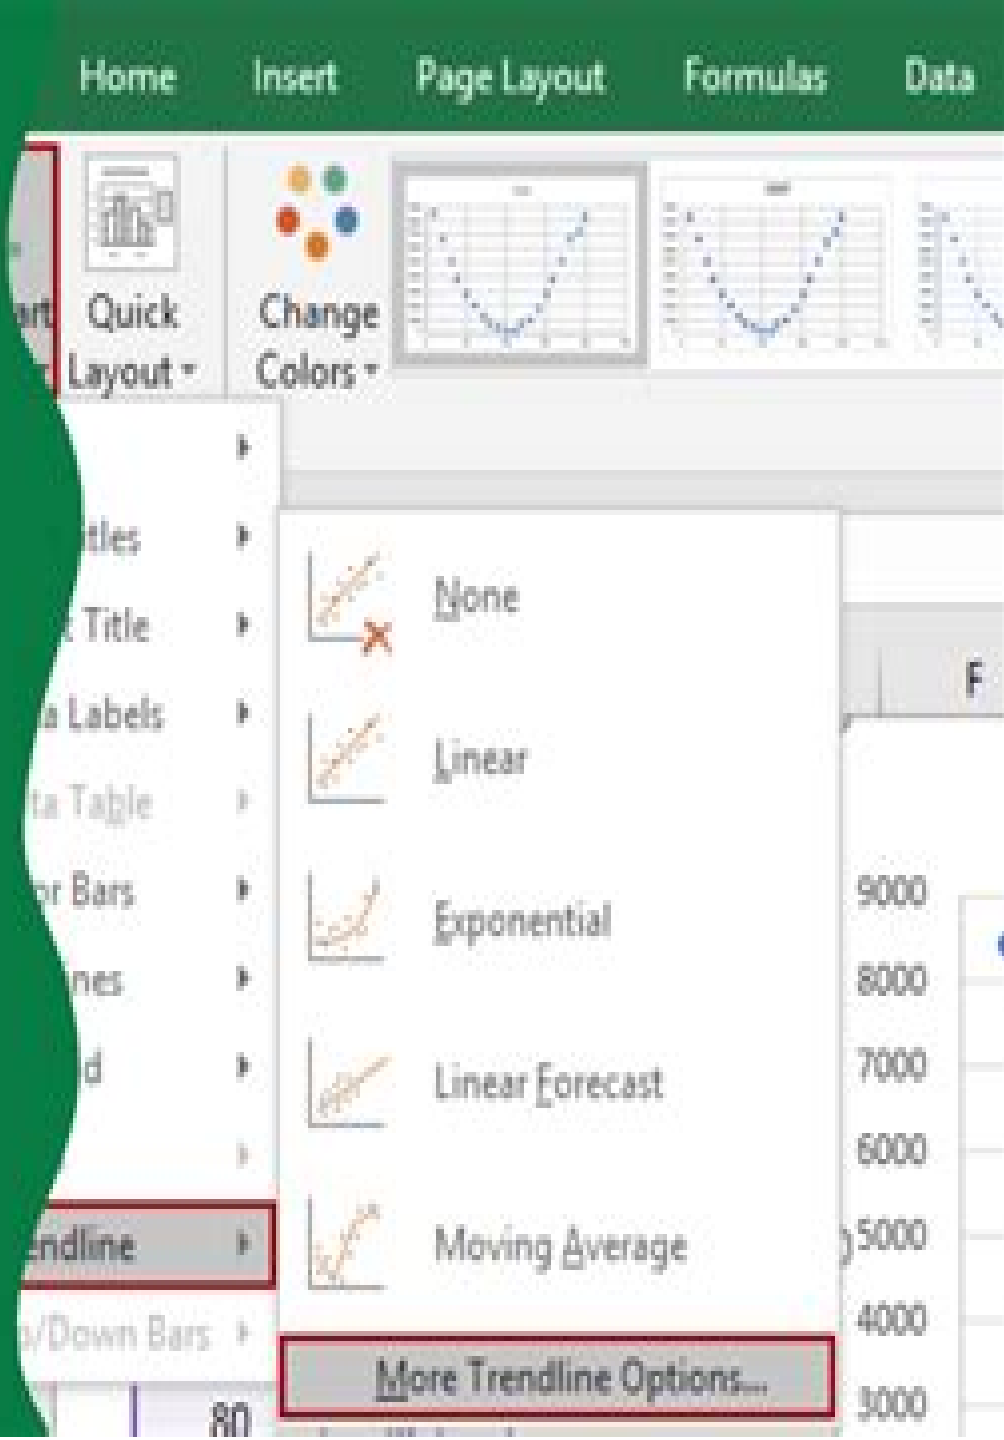 Home Insert Page Layout Formulas Data
Quick Layout
Change Colors
tles
Title
Labels
ta Table
or Bars
nes
d
endline
/Down Bars
None
Linear
Exponential
Linear Forecast
Moving Average
More Trendline Options...
F
9000
8000
7000
6000
5000
4000
3000
80